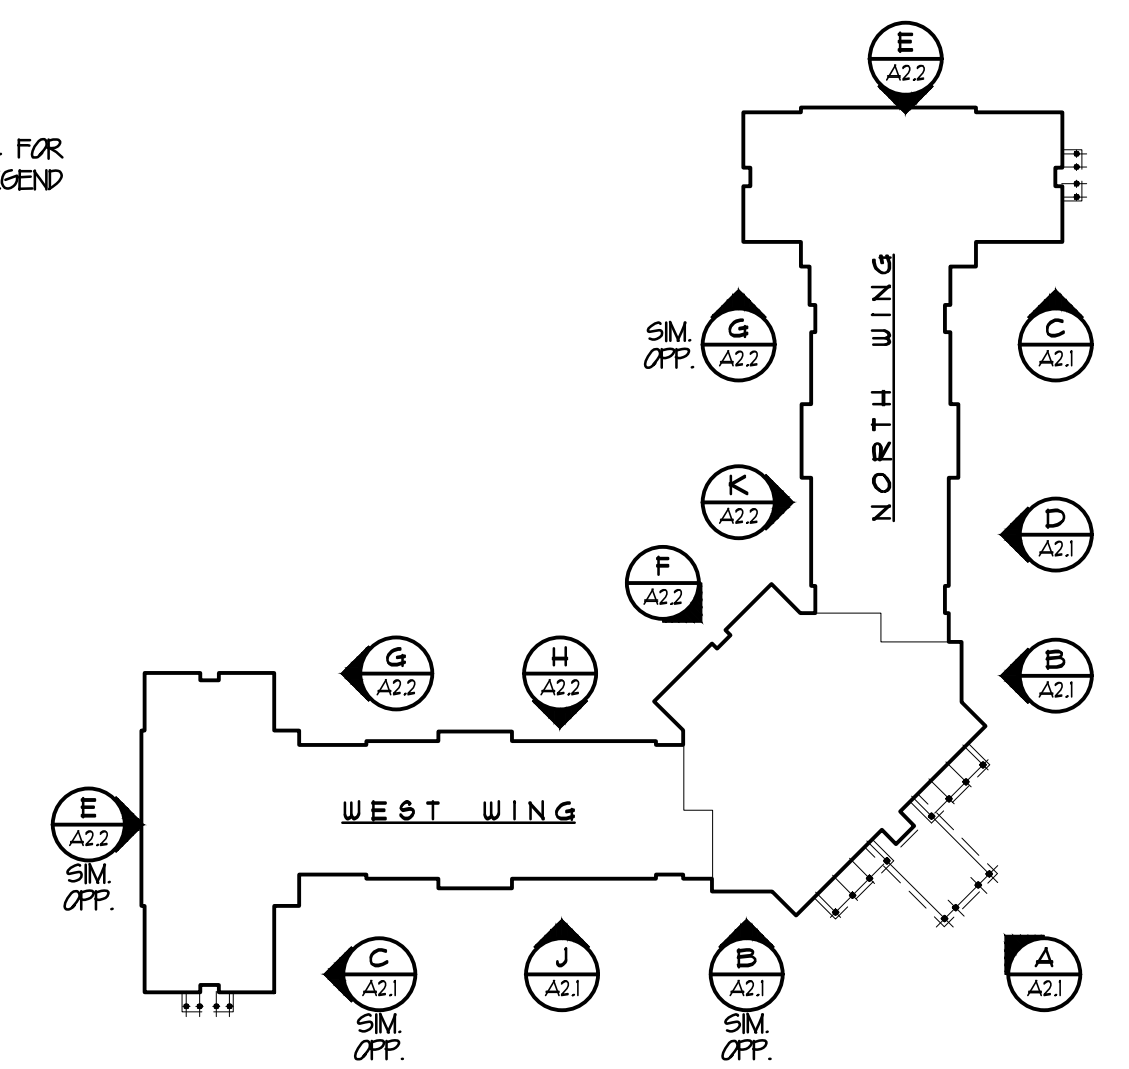 E
A2.2
. FOR
GEND
SIM.
OPP.
G
A2.2
C
A2.1
NORTH WING
K
A2.2
D
A2.1
F
A2.2
G
A2.2
H
A2.2
B
A2.1
E
A2.2
SIM.
OPP.
WEST WING
C
A2.1
SIM.
OPP.
J
A2.1
B
A2.1
SIM.
OPP.
A
A2.1